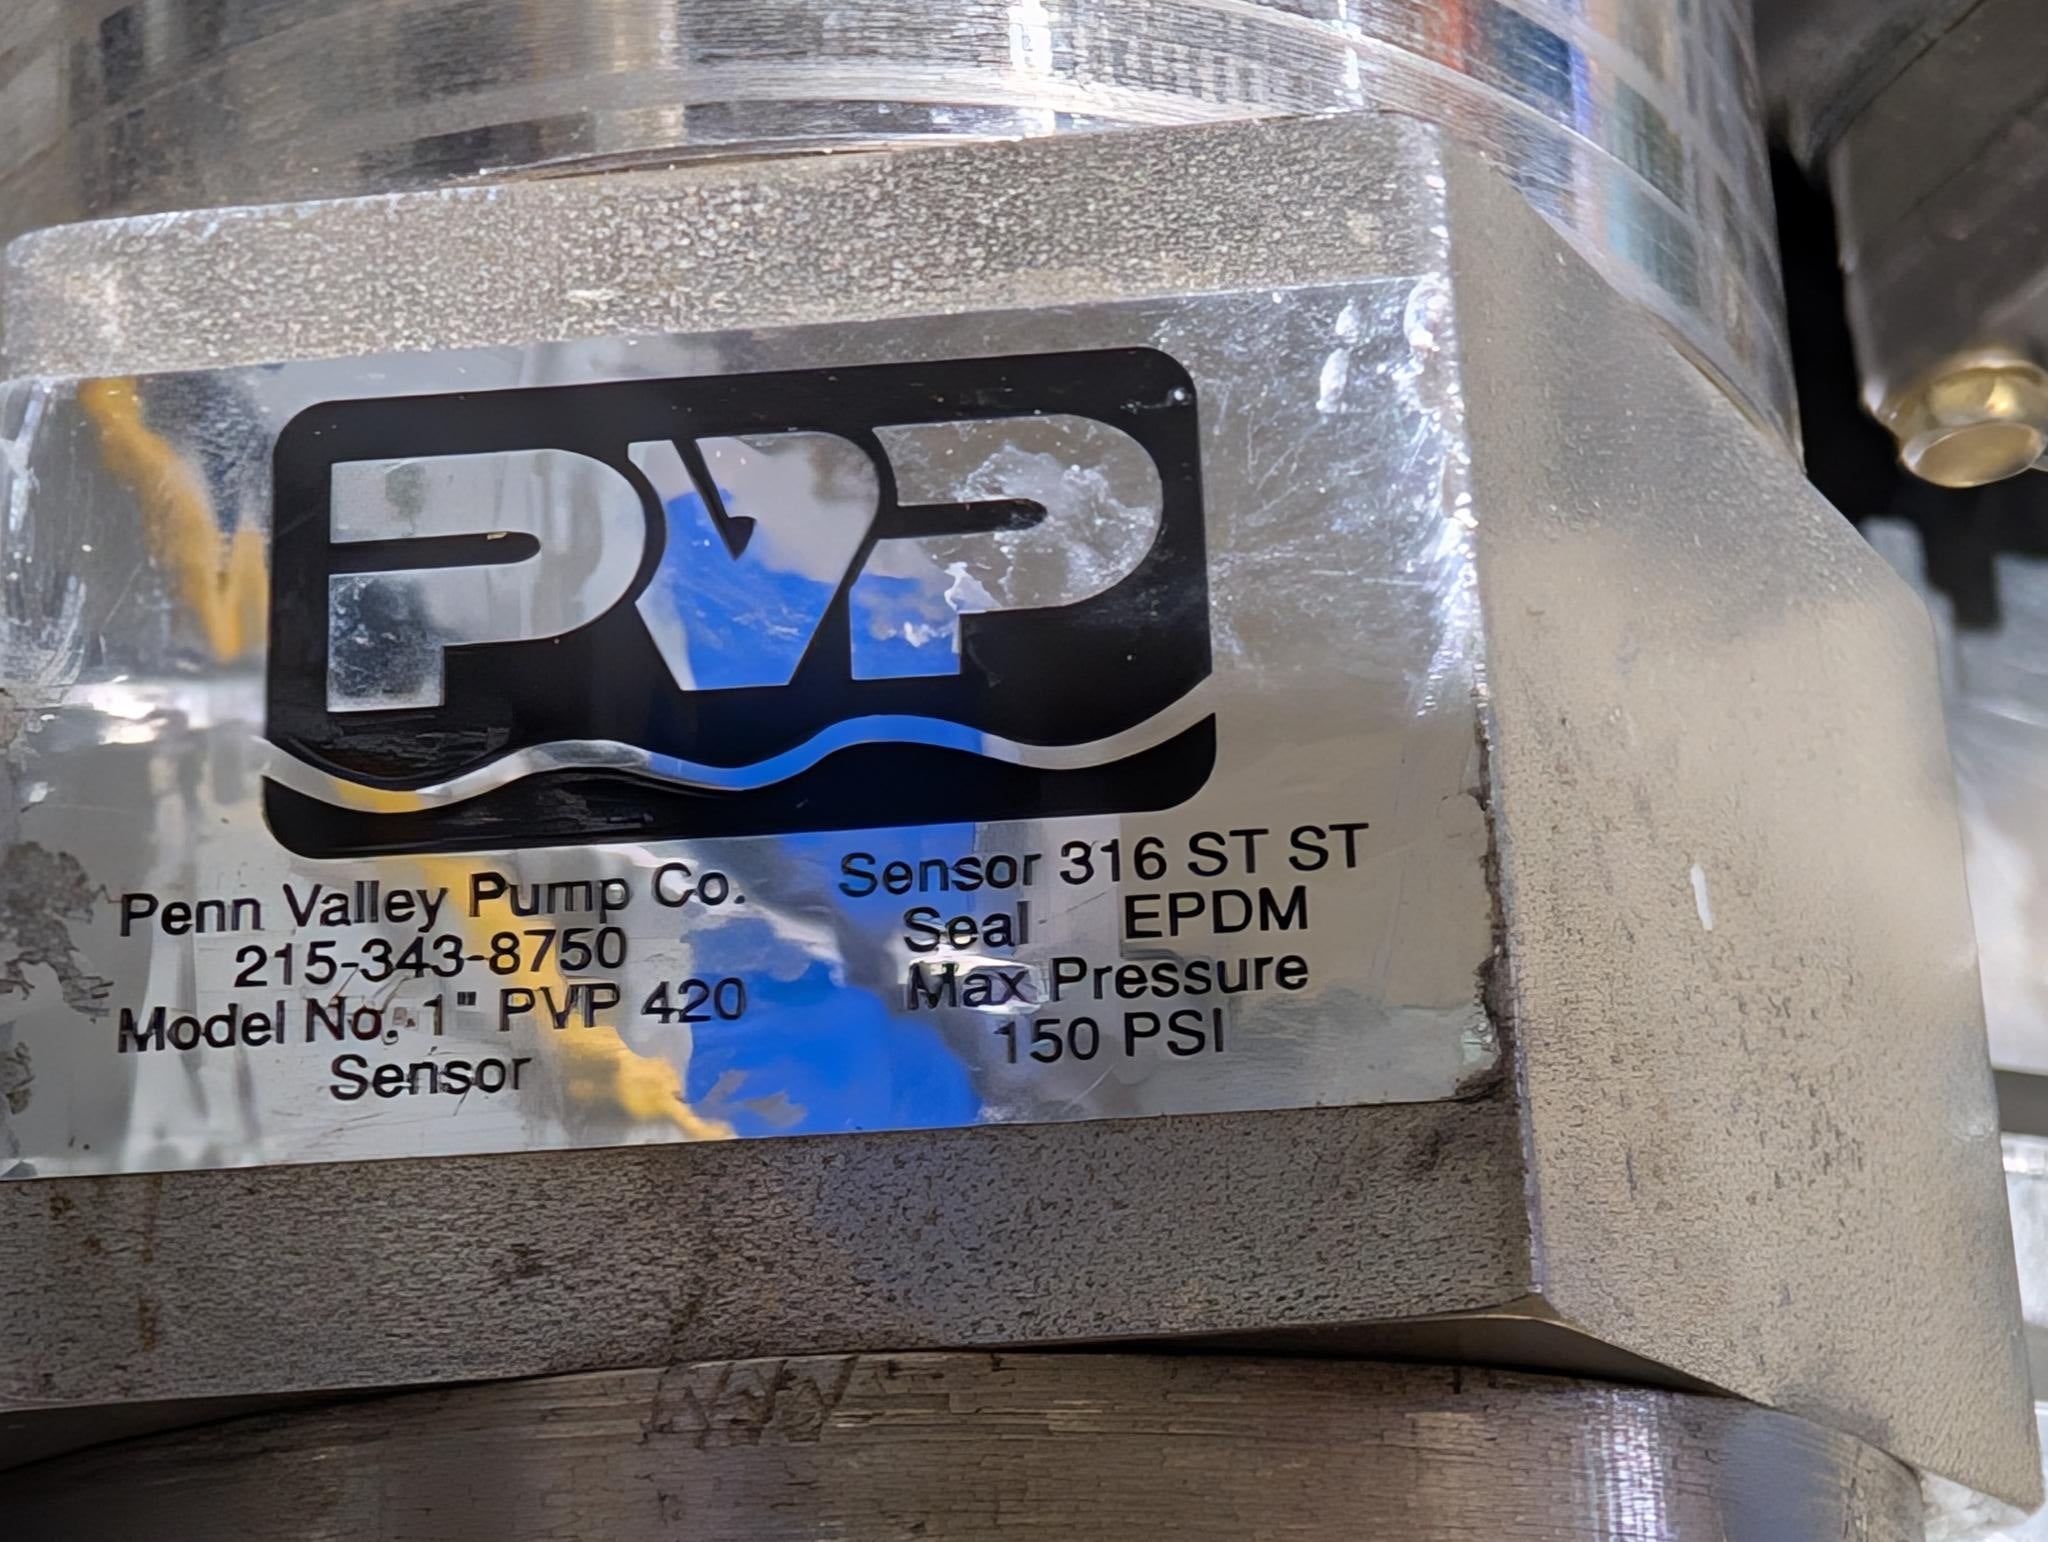 PVP
Penn Valley Pump Co.
215-343-8750
Model No. 1" PVP 420
Sensor
Sensor 316 ST ST
Seal EPDM
Max Pressure
150 PSI